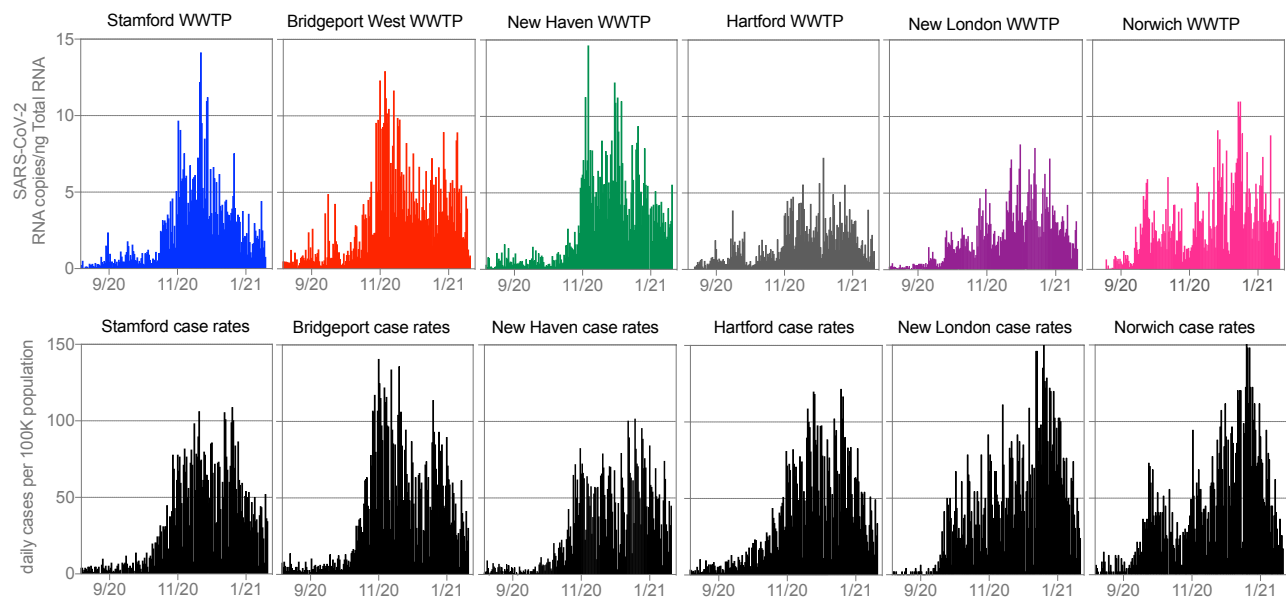 Stamford WWTP Bridgeport West WWTP New Haven WWTP Hartford WWTP New London WWTP Norwich WWTP
SARS-CoV-2
RNA copies/ng Total RNA
15
10
5
0
9/20 11/20 1/21 9/20 11/20 1/21 9/20 11/20 1/21 9/20 11/20 1/21 9/20 11/20 1/21 9/20 11/20 1/21
Stamford case rates Bridgeport case rates New Haven case rates Hartford case rates New London case rates Norwich case rates
daily cases per 100K population
150
100
50
0
9/20 11/20 1/21 9/20 11/20 1/21 9/20 11/20 1/21 9/20 11/20 1/21 9/20 11/20 1/21 9/20 11/20 1/21